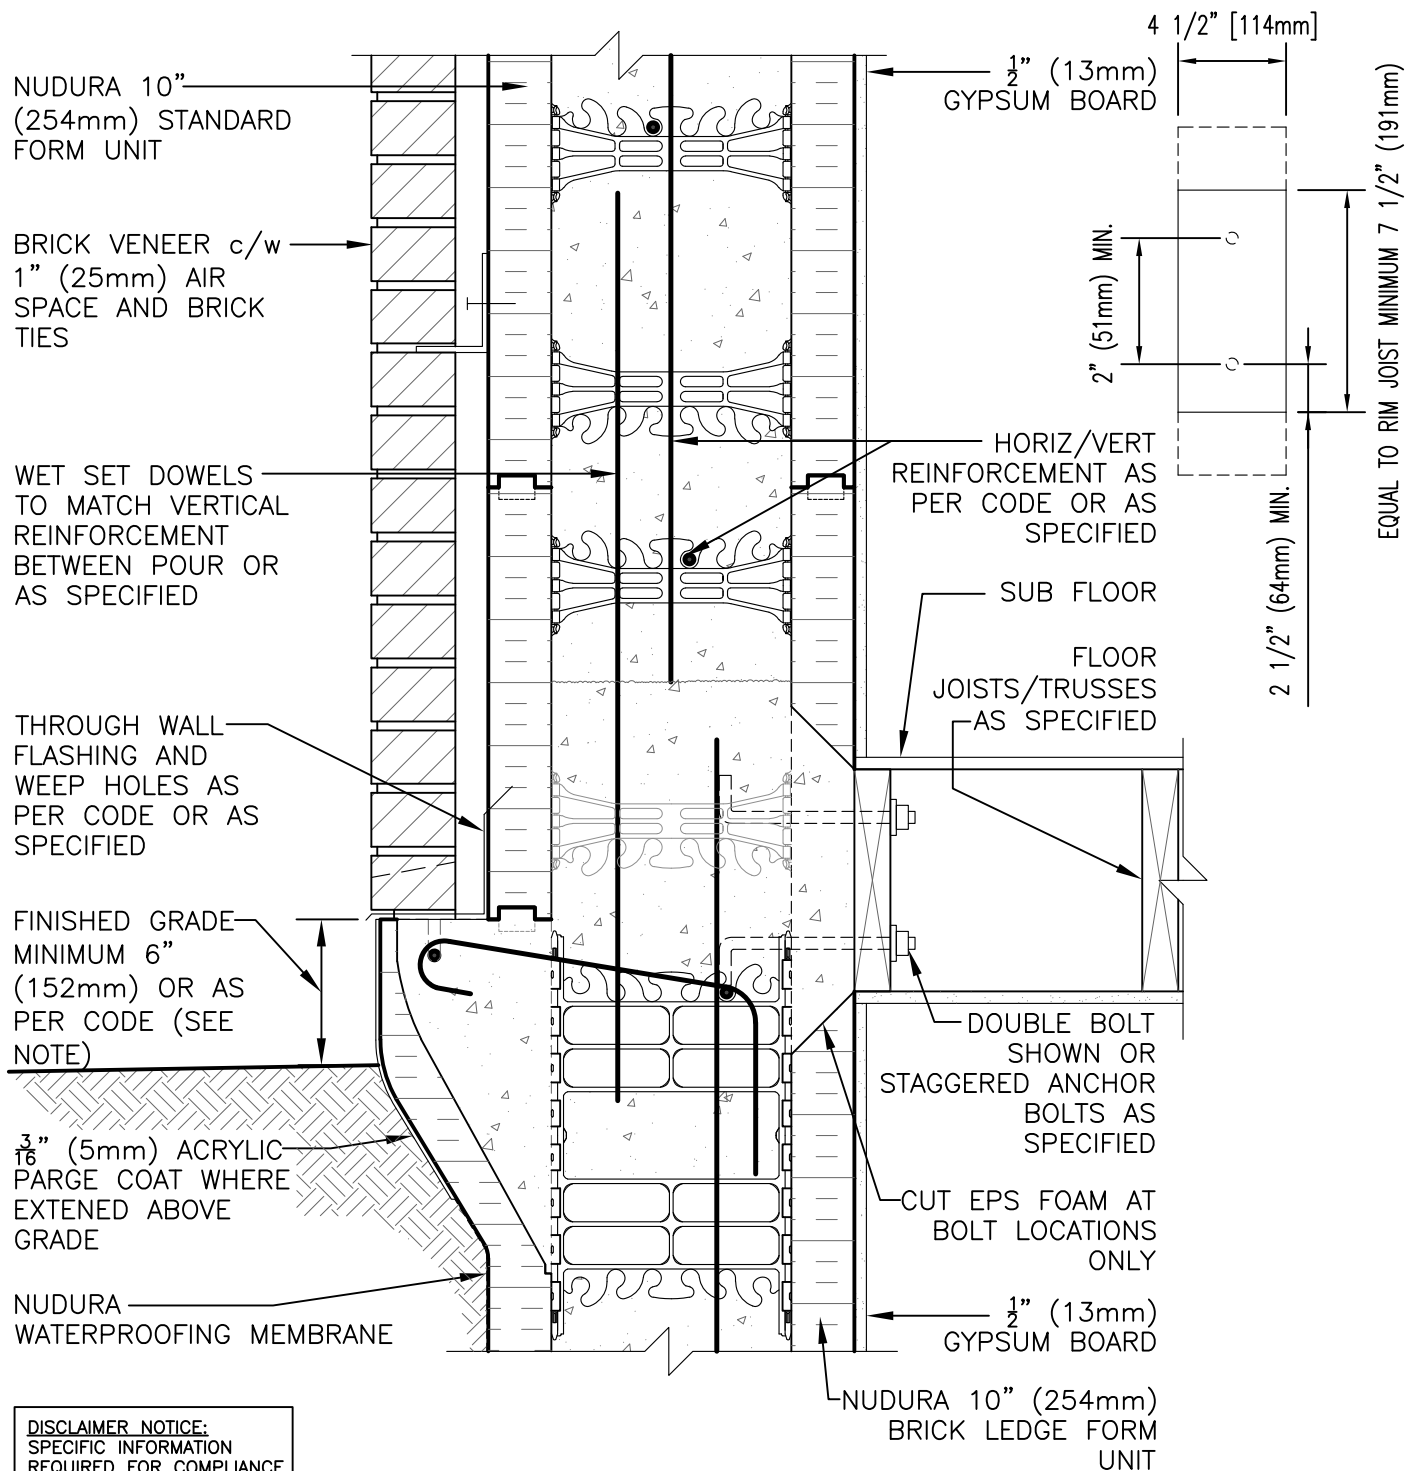 NUDURA 10"
(254mm) STANDARD
FORM UNIT
BRICK VENEER c/w
1" (25mm) AIR
SPACE AND BRICK
TIES
WET SET DOWELS
TO MATCH VERTICAL
REINFORCEMENT
BETWEEN POUR OR
AS SPECIFIED
THROUGH WALL
FLASHING AND
WEEP HOLES AS
PER CODE OR AS
SPECIFIED
FINISHED GRADE
MINIMUM 6"
(152mm) OR AS
PER CODE (SEE
NOTE)
3/16" (5mm) ACRYLIC
PARGE COAT WHERE
EXTENED ABOVE
GRADE
NUDURA
WATERPROOFING MEMBRANE
DISCLAIMER NOTICE:
SPECIFIC INFORMATION
REQUIRED FOR COMPLIANCE
1/2" (13mm)
GYPSUM BOARD
HORIZ/VERT
REINFORCEMENT AS
PER CODE OR AS
SPECIFIED
SUB FLOOR
FLOOR
JOISTS/TRUSSES
AS SPECIFIED
DOUBLE BOLT
SHOWN OR
STAGGERED ANCHOR
BOLTS AS
SPECIFIED
CUT EPS FOAM AT
BOLT LOCATIONS
ONLY
1/2" (13mm)
GYPSUM BOARD
NUDURA 10" (254mm)
BRICK LEDGE FORM
UNIT
4 1/2" [114mm]
2" (51mm) MIN.
2 1/2" (64mm) MIN.
EQUAL TO RIM JOIST MINIMUM 7 1/2" (191mm)